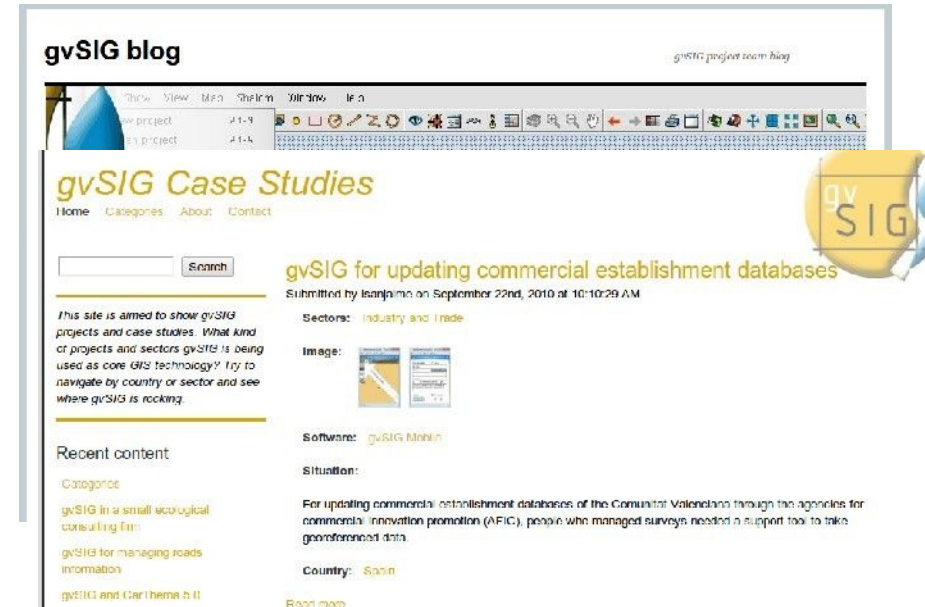 gvSIG blog
gvSIG project team blog
Show View Map Window
project
project
gvSIG Case Studies
Home Categories About Contact
gv
SIG
Search
gvSIG for updating commercial establishment databases
Submitted by lsanjaime on September 22nd, 2010 at 10:10:29 AM
Sectors: Industry and Trade
This site is aimed to show gvSIG
projects and case studies. What kind
of projects and sectors gvSIG is being
used as core GIS technology? Try to
navigate by country or sector and see
where gvSIG is rocking.
Image:
Software: gvSIG Mobile
Situation:
Recent content
Categories
gvSIG in a small ecological
consulting firm
gvSIG for managing roads
information
gvSIG and CarThema 5.0
For updating commercial establishment databases of the Comunitat Valenciana through the agencies for
commercial innovation promotion (AFIC), people who managed surveys needed a support tool to take
georeferenced data.
Country: Spain
Read more